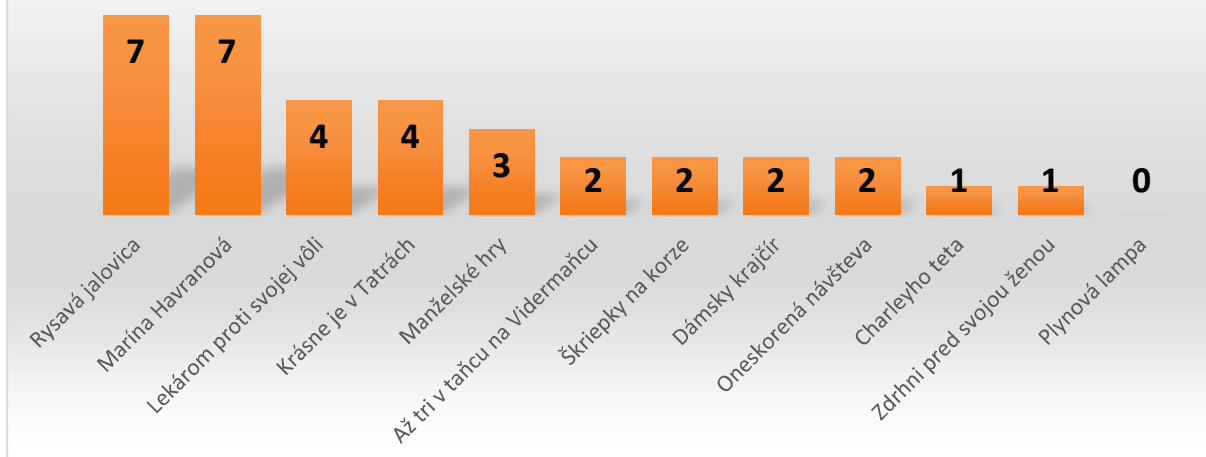 7
7
4
4
3
2
2
2
2
1
1
0
Rysavá jalovica
Marína Havranová
Lekárom proti svojej vôli
Krásne je v Tatrách
Manželské hry
Až tri v taňcu na Vidermaňcu
Škriepky na korze
Dámsky krajčír
Oneskorená návšteva
Charleyho teta
Zdrhni pred svojou ženou
Plynová lampa